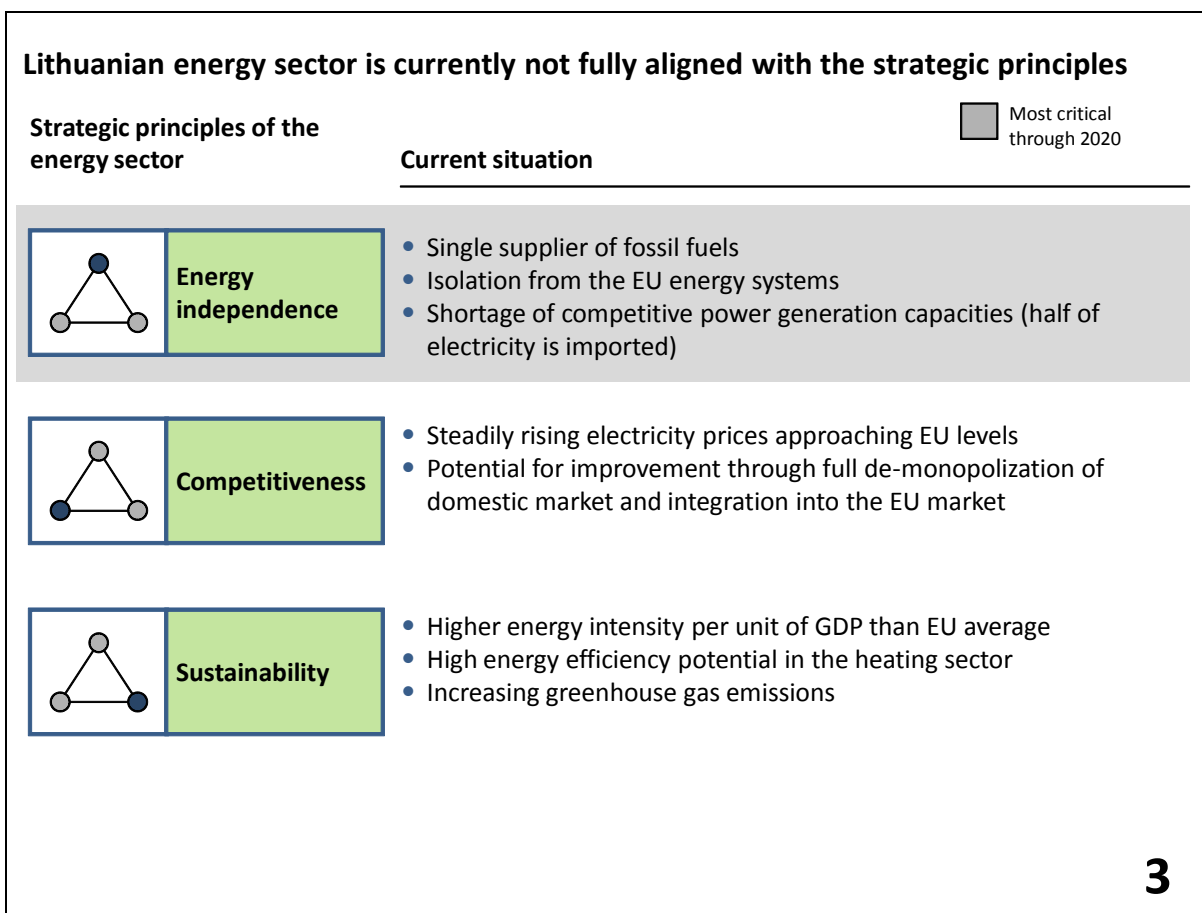 Lithuanian energy sector is currently not fully aligned with the strategic principles
Strategic principles of the
energy sector
Current situation
Most critical
through 2020
Energy
independence
• Single supplier of fossil fuels
• Isolation from the EU energy systems
• Shortage of competitive power generation capacities (half of
electricity is imported)
Competitiveness
• Steadily rising electricity prices approaching EU levels
• Potential for improvement through full de-monopolization of
domestic market and integration into the EU market
Sustainability
• Higher energy intensity per unit of GDP than EU average
• High energy efficiency potential in the heating sector
• Increasing greenhouse gas emissions
3